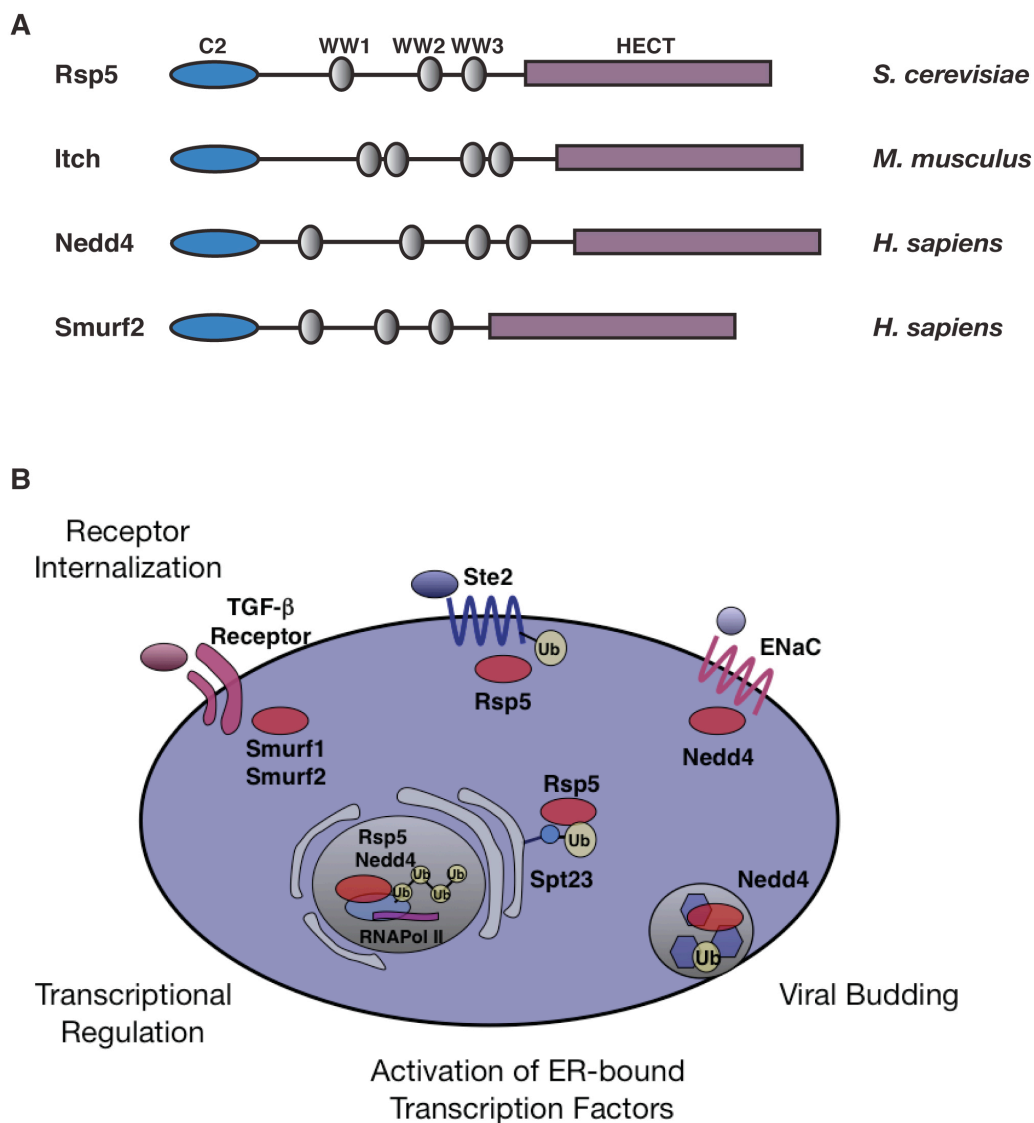 A
C2 WW1 WW2 WW3 HECT
Rsp5 S. cerevisiae
Itch M. musculus
Nedd4 H. sapiens
Smurf2 H. sapiens
B
Receptor
Internalization
TGF-β
Receptor
Ste2
Ub
Rsp5
ENaC
Nedd4
Smurf1
Smurf2
Rsp5
Ub
Spt23
Rsp5
Nedd4
Ub Ub Ub Ub
RNAPol II
Nedd4
Ub
Transcriptional
Regulation
Viral Budding
Activation of ER-bound
Transcription Factors